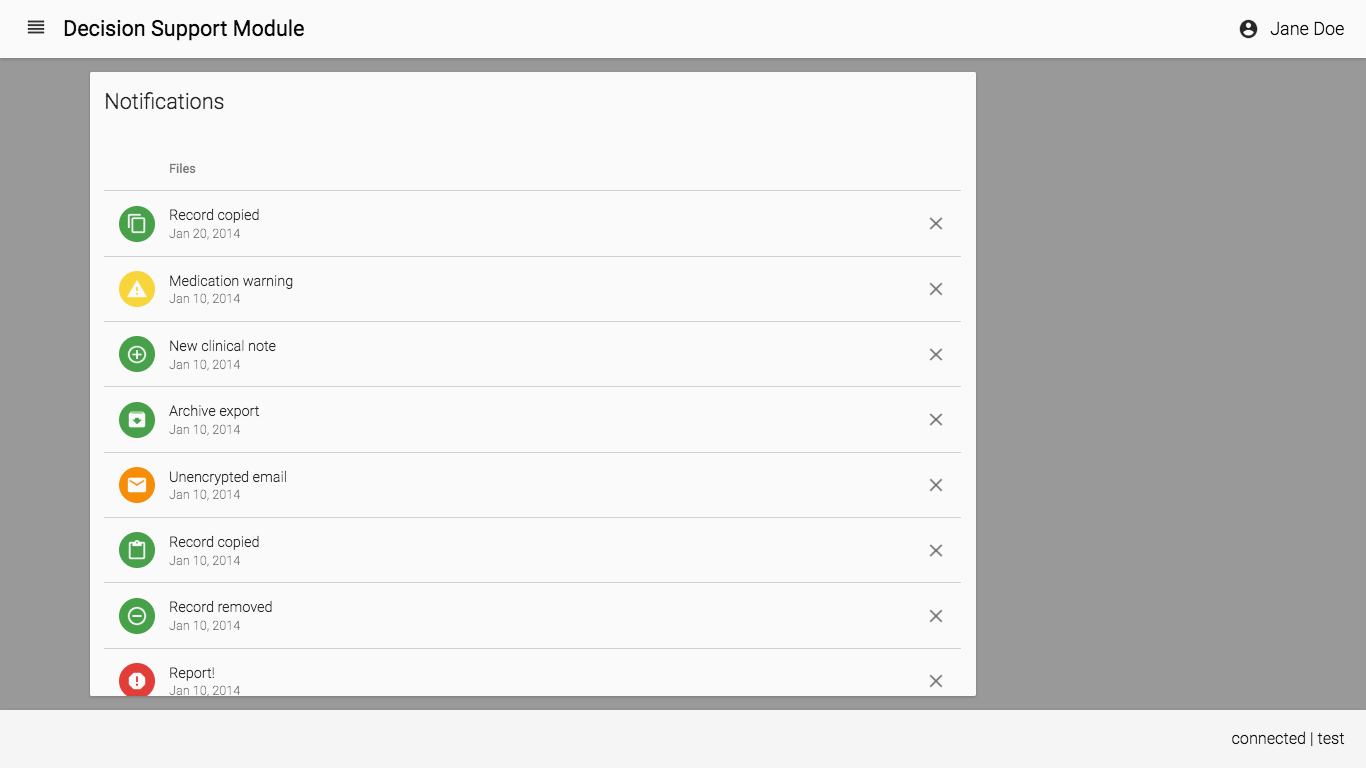 Decision Support Module
Jane Doe
Notifications
Files
Record copied
Jan 20, 2014
Medication warning
Jan 10, 2014
New clinical note
Jan 10, 2014
Archive export
Jan 10, 2014
Unencrypted email
Jan 10, 2014
Record copied
Jan 10, 2014
Record removed
Jan 10, 2014
Report!
Jan 10, 2014
connected | test